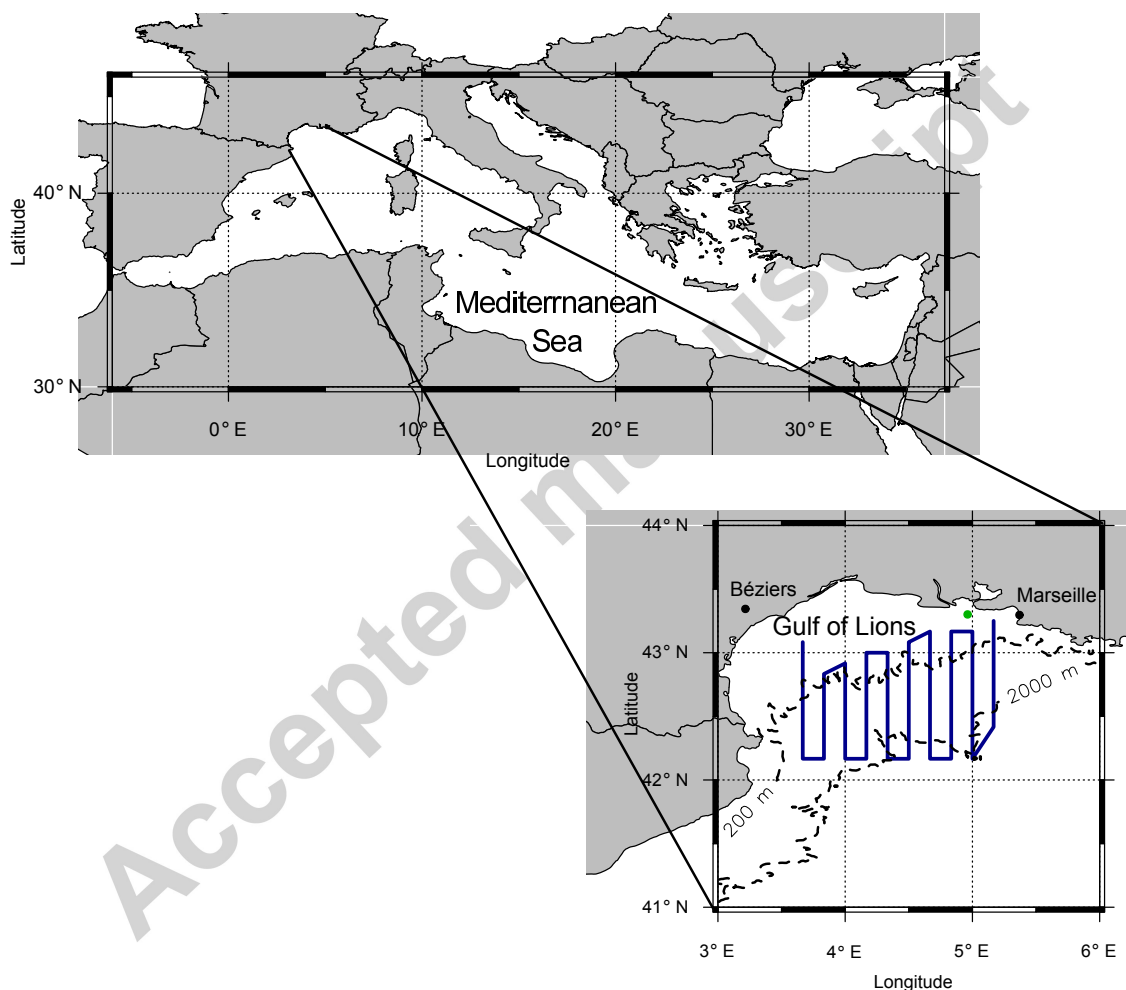 Accepted manuscript
40° N
30° N
Latitude
Mediterrnanean
Sea
0° E
10° E
20° E
30° E
Longitude
44° N
43° N
42° N
41° N
Latitude
Béziers
Marseille
Gulf of Lions
2000 m
200 m
3° E
4° E
5° E
6° E
Longitude